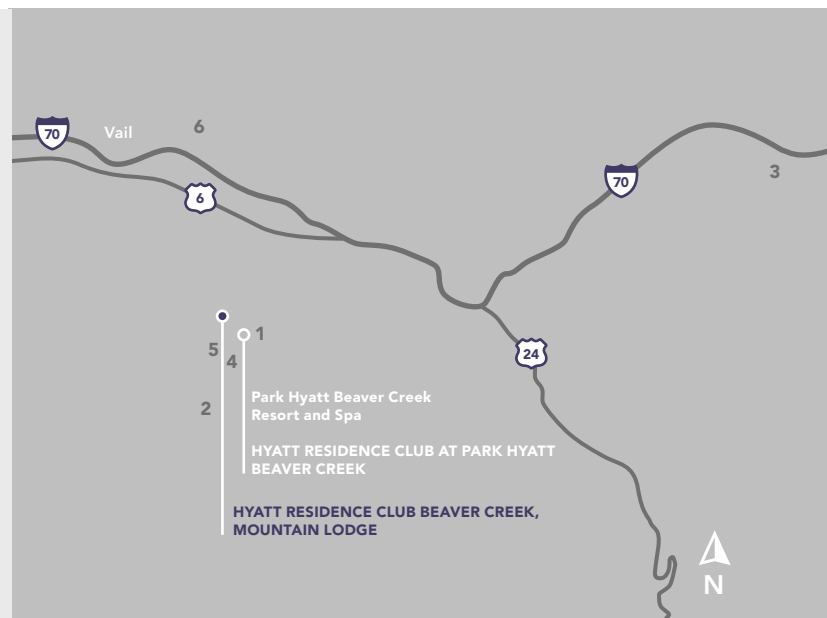 6
70
Vail
3
70
6
1
5
4
24
Park Hyatt Beaver Creek
Resort and Spa
2
HYATT RESIDENCE CLUB AT PARK HYATT
BEAVER CREEK
HYATT RESIDENCE CLUB BEAVER CREEK,
MOUNTAIN LODGE
N